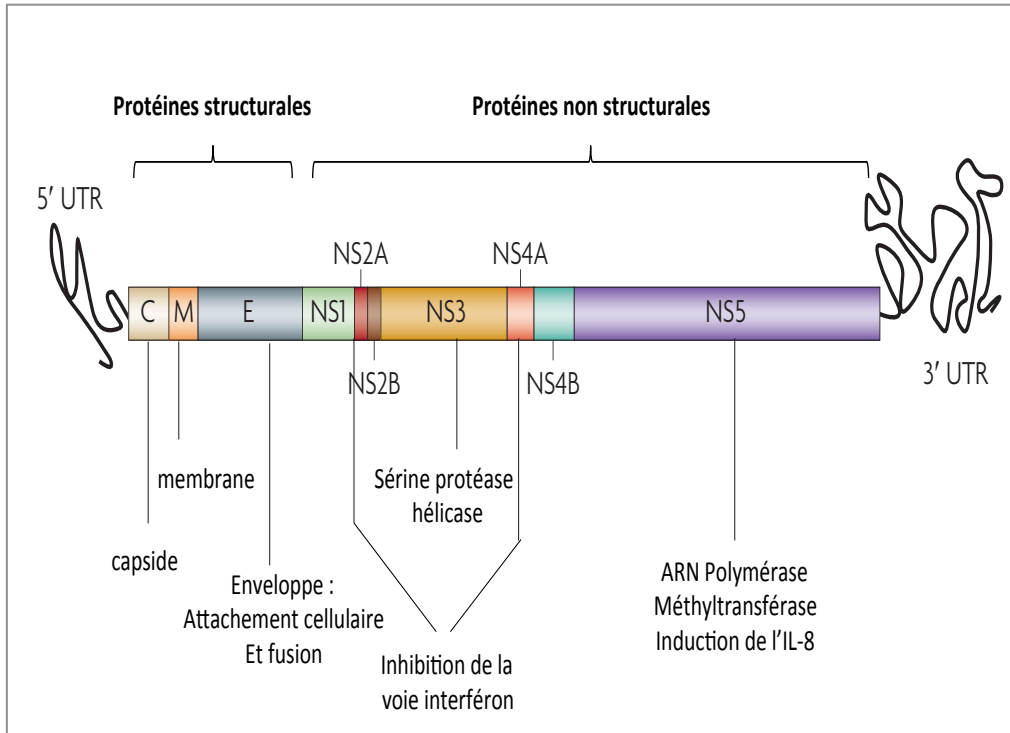 Protéines structurales
Protéines non structurales
5' UTR
NS2A
NS4A
C
M
E
NS1
NS3
NS5
NS2B
NS4B
3' UTR
membrane
Sérine protéase
hélicase
capside
Enveloppe :
Attachement cellulaire
Et fusion
ARN Polymérase
Méthyltransférase
Induction de l'IL-8
Inhibition de la
voie interféron